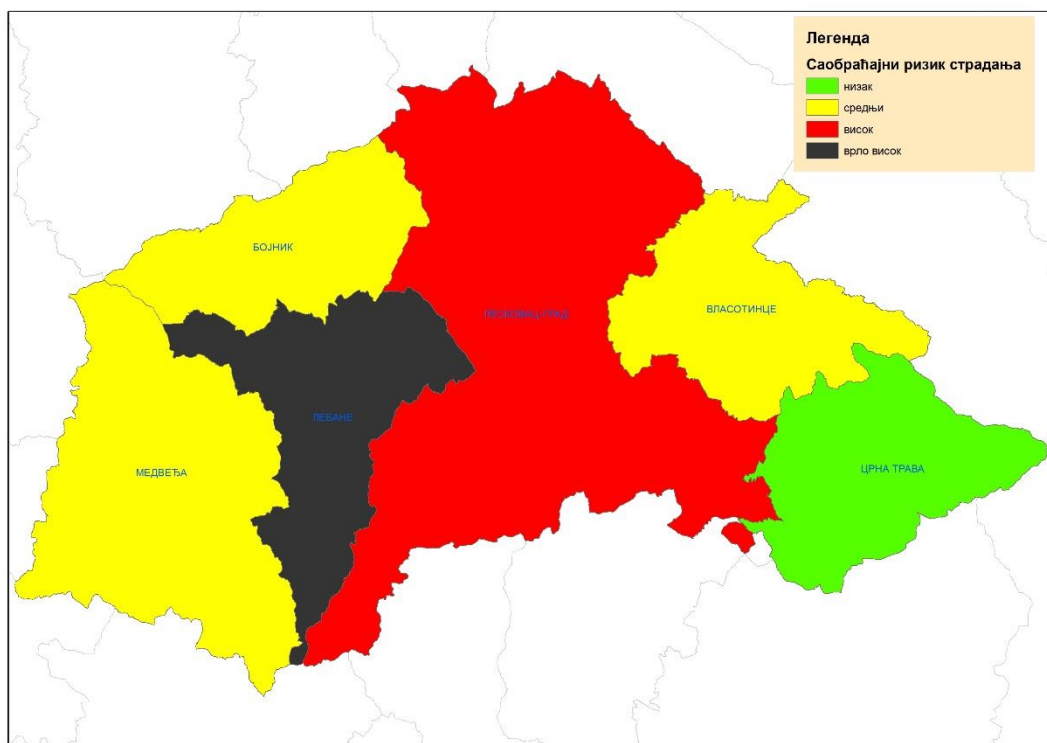 Легенда
Саобраћајни ризик страдања
низак
средњи
висок
врло висок
БОЈНИК
ЛЕСКОВАЦ-ГРАД
ВЛАСОТИНЦЕ
ЛЕБАНЕ
МЕДВЕЂА
ЦРНА ТРАВА